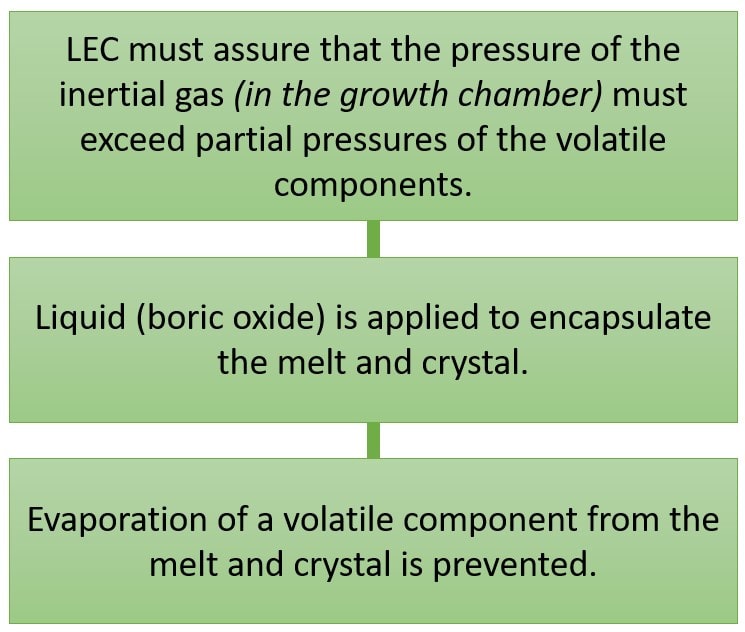 LEC must assure that the pressure of the
inertial gas (in the growth chamber) must
exceed partial pressures of the volatile
components.
Liquid (boric oxide) is applied to encapsulate
the melt and crystal.
Evaporation of a volatile component from the
melt and crystal is prevented.